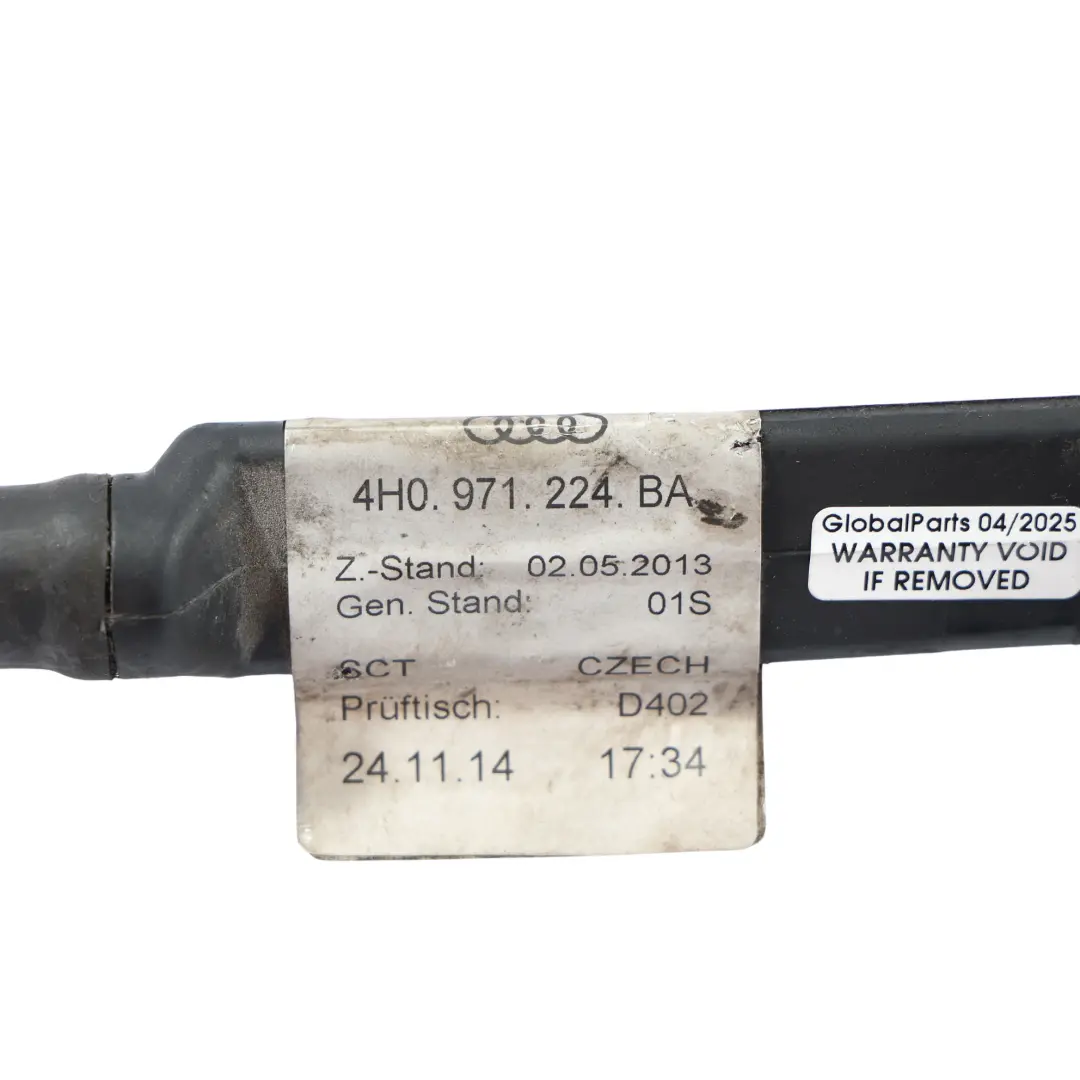 4H0. 971. 224. BA
Z.-Stand: 02.05.2013
Gen. Stand: 01S
SCT CZECH
Prüftisch: D402
24.11.14 17:34
GlobalParts 04/2025
WARRANTY VOID
IF REMOVED